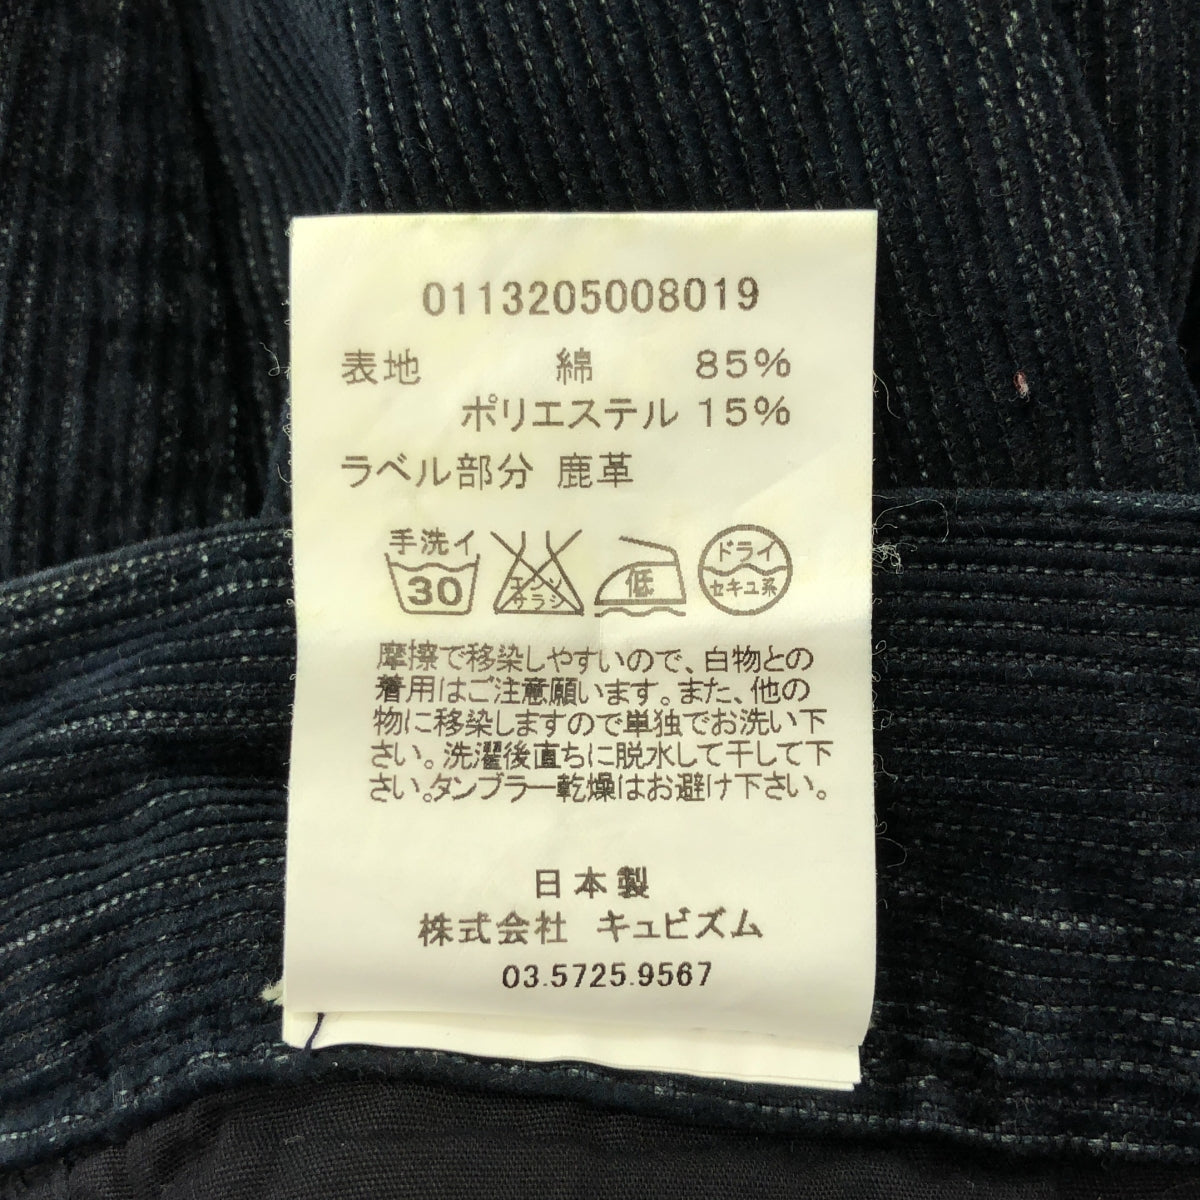 0113205008019
表地 綿 85%
ポリエステル 15%
ラベル部分 鹿革
手洗イ エンソ ドライ
30 サラシ 低 セキユ系
摩擦で移染しやすいので、白物との
着用はご注意願います。また、他の
物に移染しますので単独でお洗い下
さい。洗濯後直ちに脱水して干して下
さい。タンブラー乾燥はお避け下さい。
日本製
株式会社 キュビズム
03.5725.9567